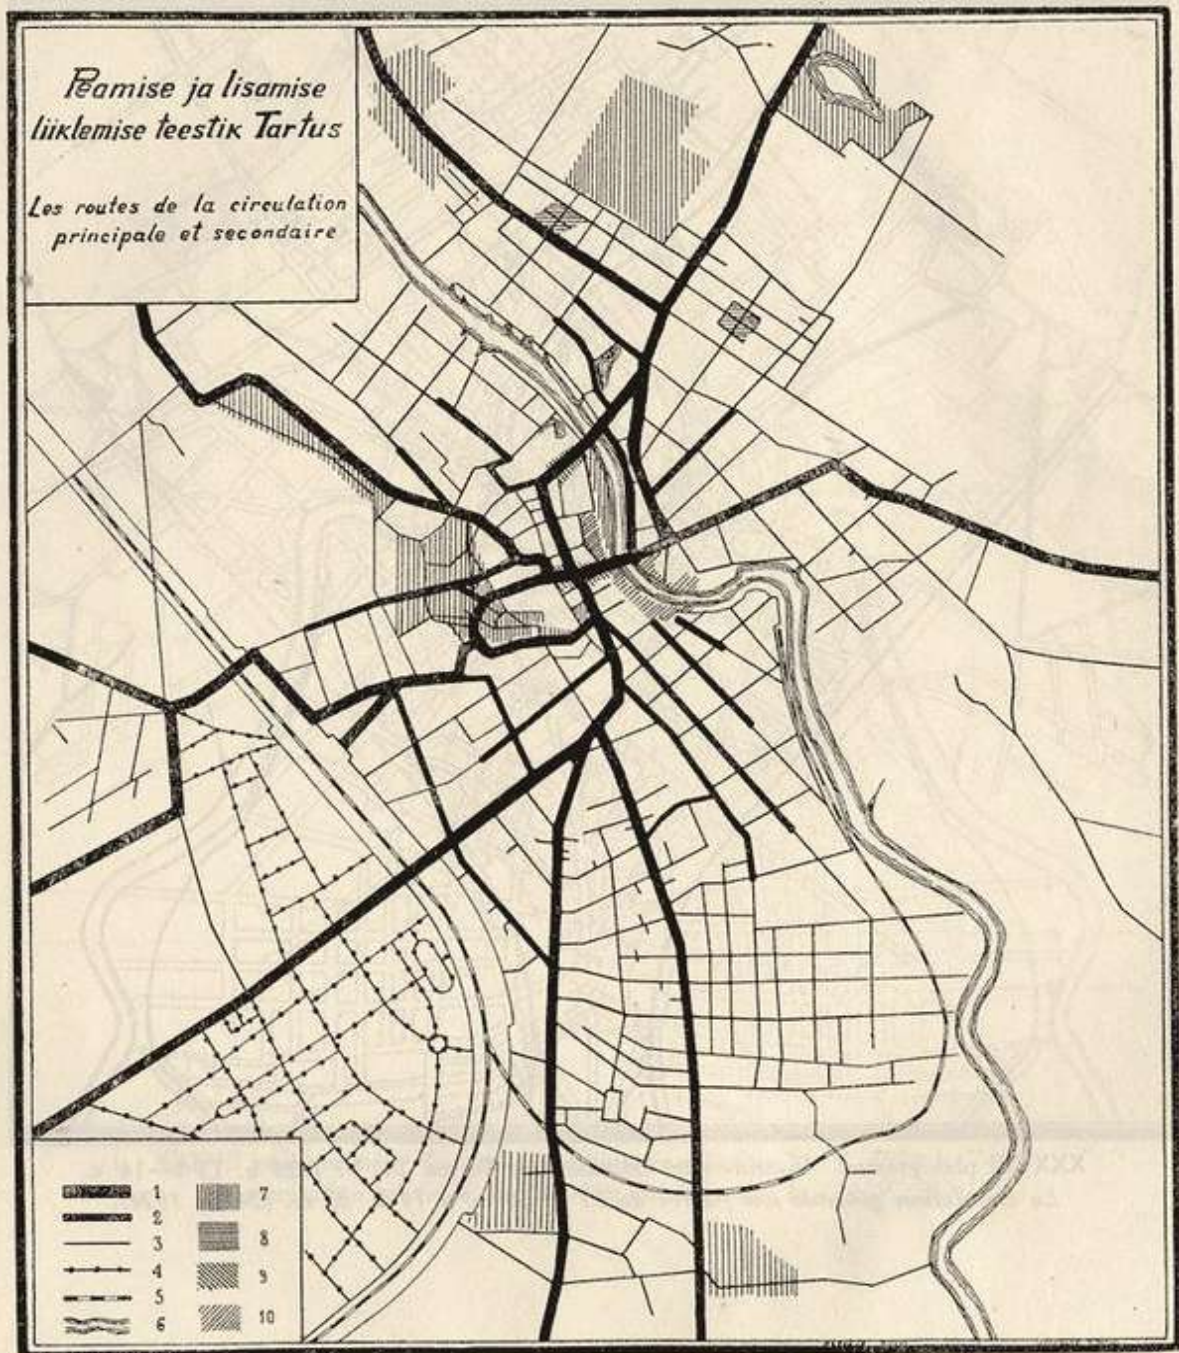 Peamise ja lisamise
liiklemise teestik Tartus
Les routes de la circulation
principale et secondaire
1
2
3
4
5
6
7
8
9
10